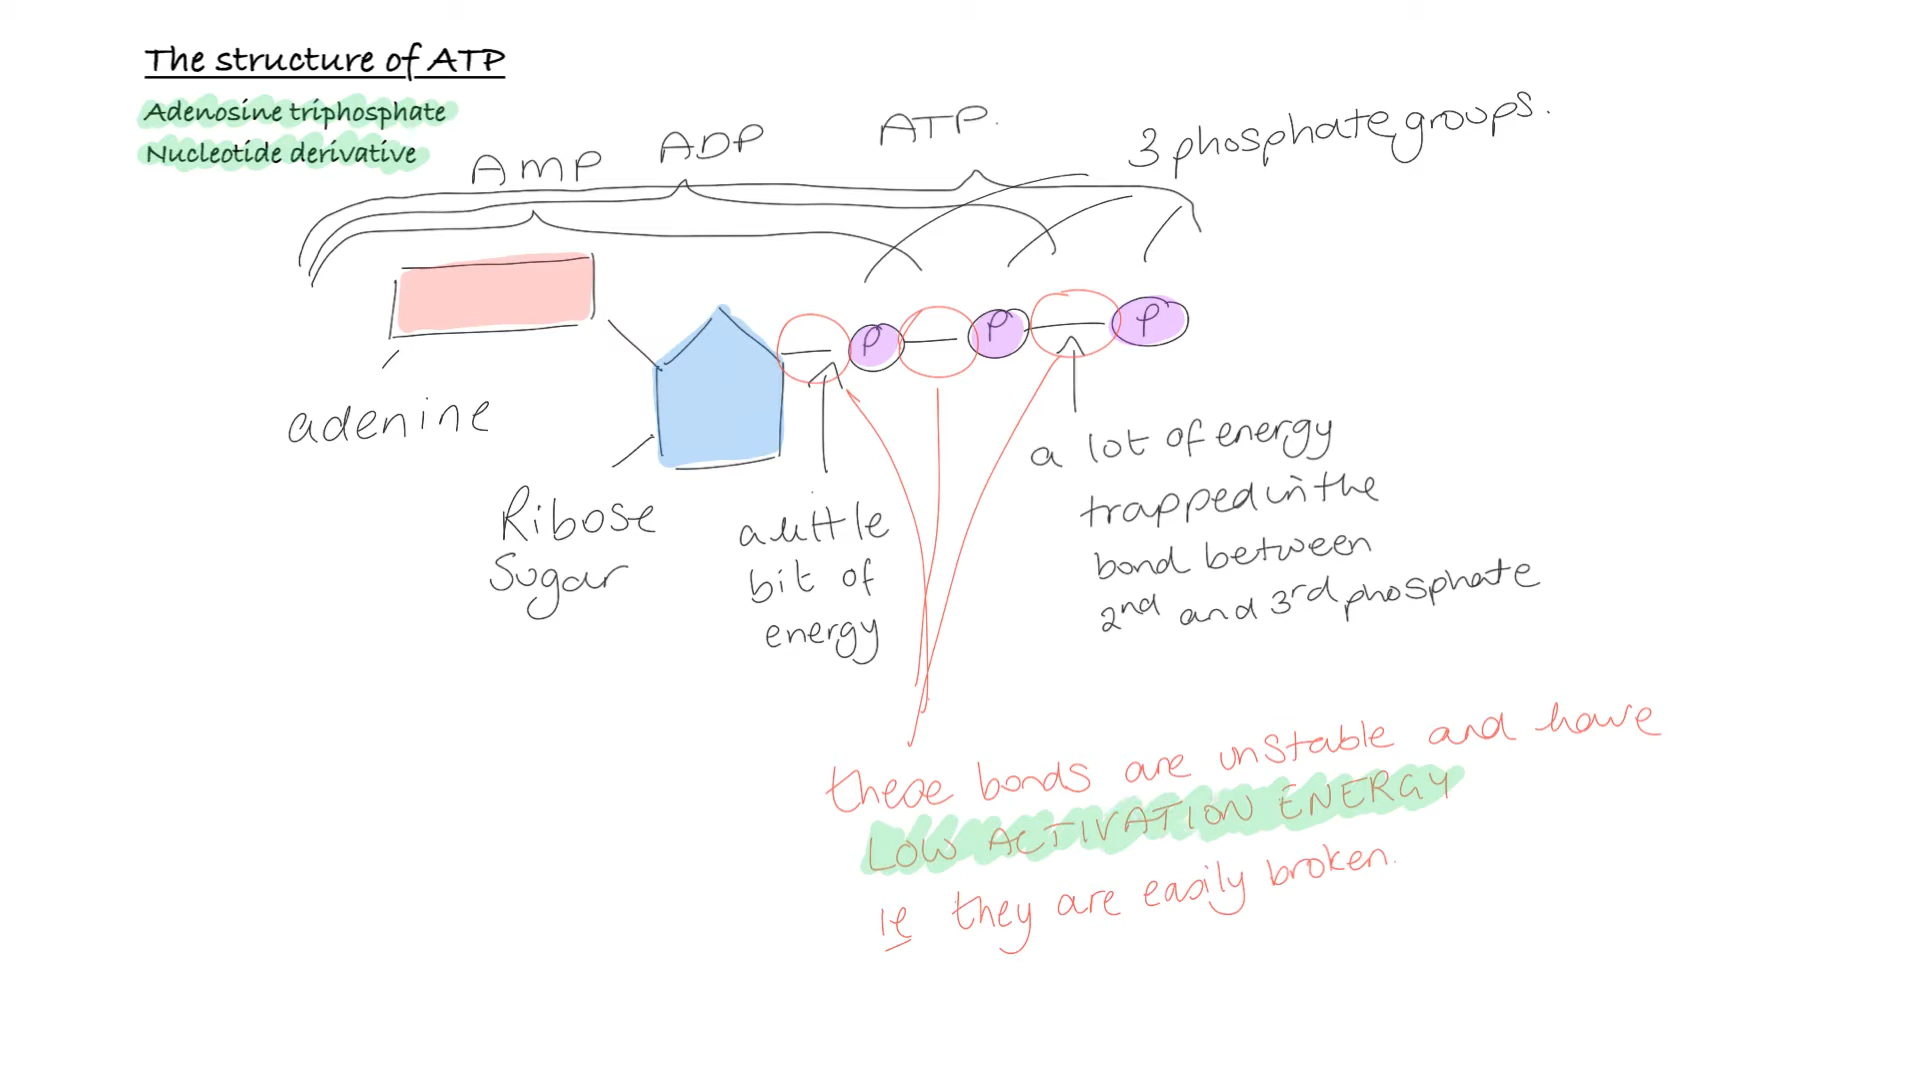 The structure of ATP
Adenosine triphosphate
Nucleotide derivative
AMP
ADP
ATP.
3 phosphate groups.
P
P
P
adenine
Ribose
Sugar
a little
bit of
energy
a lot of energy
trapped in the
bond between
2nd and 3rd phosphate
these bonds are unstable and have
LOW ACTIVATION ENERGY
ie they are easily broken.